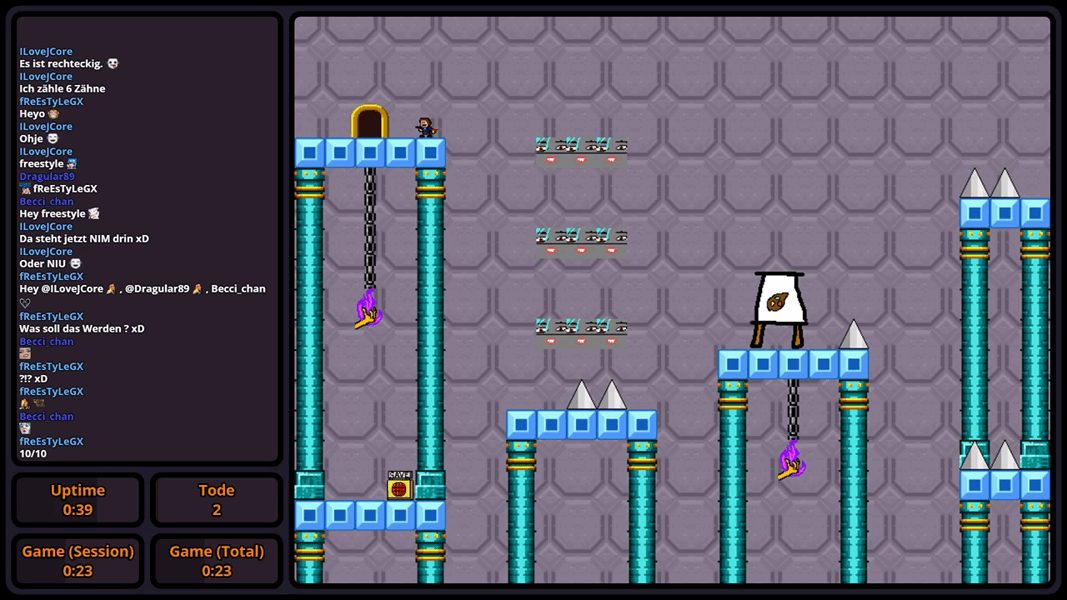 ILoveJCore
Es ist rechteckig.
ILoveJCore
Ich zähle 6 Zähne
fReEsTyLeGX
Heyo
ILoveJCore
Ohje
ILoveJCore
freestyle
Dragular89
fReEsTyLeGX
Becci_chan
Hey freestyle
ILoveJCore
Da steht jetzt NIM drin xD
ILoveJCore
Oder NIU
fReEsTyLeGX
Hey @ILoveJCore , @Dragular89 , Becci_chan
fReEsTyLeGX
Was soll das Werden ? xD
Becci_chan
fReEsTyLeGX
?!? xD
fReEsTyLeGX
Becci_chan
fReEsTyLeGX
10/10
Uptime
0:39
Tode
2
Game (Session)
0:23
Game (Total)
0:23
SAVE